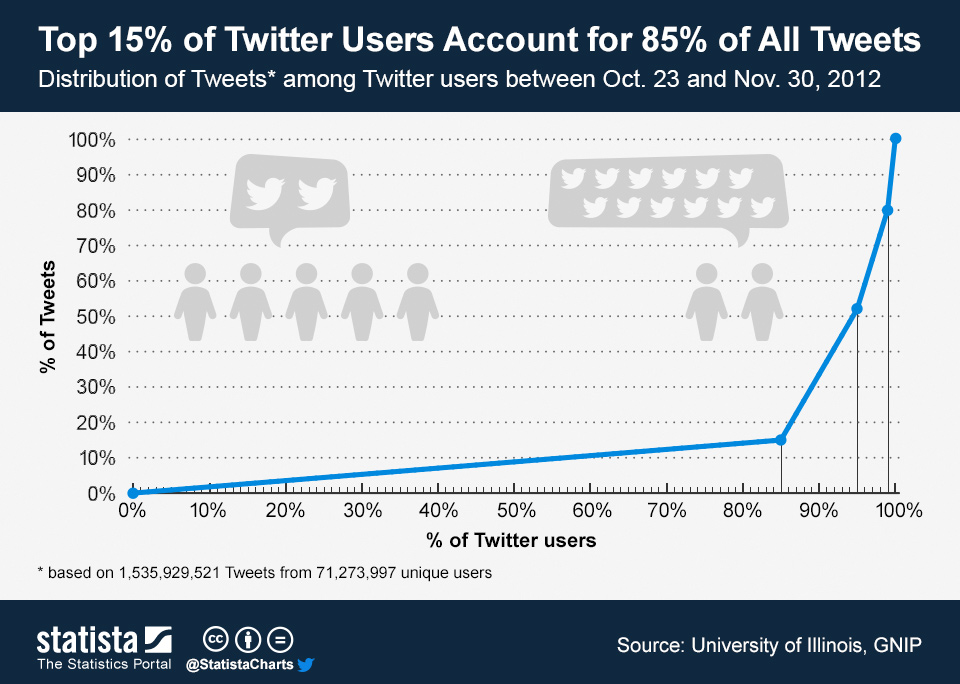 Top 15% of Twitter Users Account for 85% of All Tweets
Distribution of Tweets* among Twitter users between Oct. 23 and Nov. 30, 2012
100%
90%
80%
70%
60%
50%
40%
30%
20%
10%
0%
% of Tweets
0% 10% 20% 30% 40% 50% 60% 70% 80% 90% 100%
% of Twitter users
* based on 1,535,929,521 Tweets from 71,273,997 unique users
statista
The Statistics Portal
cc
@StatistaCharts
Source: University of Illinois, GNIP